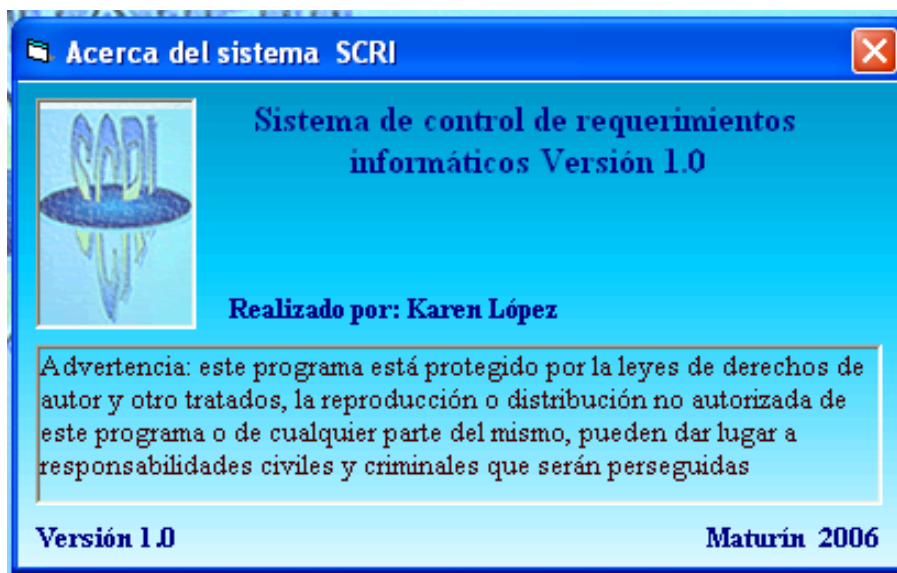 Acerca del sistema SCRI
Sistema de control de requerimientos
informáticos Versión 1.0
SCRI
Realizado por: Karen López
Advertencia: este programa está protegido por la leyes de derechos de
autor y otro tratados, la reproducción o distribución no autorizada de
este programa o de cualquier parte del mismo, pueden dar lugar a
responsabilidades civiles y criminales que serán perseguidas
Versión 1.0
Maturín 2006